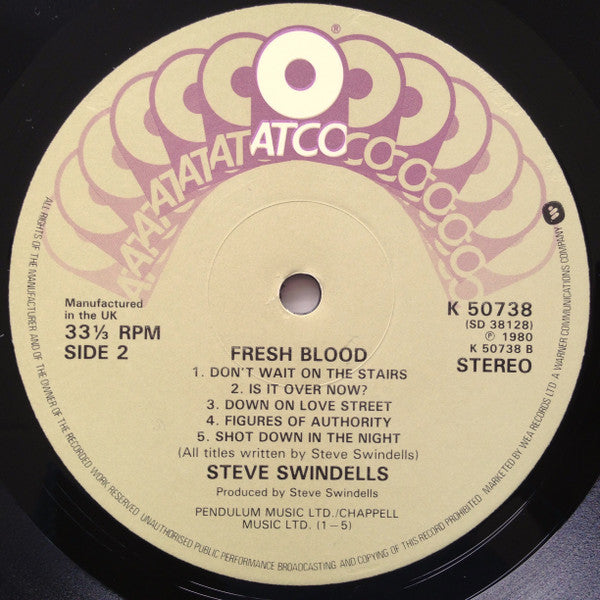 ®
ATATATATATATATCOCOCOCOCOCO
Manufactured
in the UK
33⅓ RPM
SIDE 2
K 50738
(SD 38128)
℗ 1980
K 50738 B
STEREO
FRESH BLOOD
1. DON'T WAIT ON THE STAIRS
2. IS IT OVER NOW?
3. DOWN ON LOVE STREET
4. FIGURES OF AUTHORITY
5. SHOT DOWN IN THE NIGHT
(All titles written by Steve Swindells)
STEVE SWINDELLS
Produced by Steve Swindells
PENDULUM MUSIC LTD./CHAPPELL
MUSIC LTD. (1–5)
ALL RIGHTS OF THE MANUFACTURER AND OF THE OWNER OF THE RECORDED WORK RESERVED UNAUTHORISED PUBLIC PERFORMANCE BROADCASTING AND COPYING OF THIS RECORD PROHIBITED. MARKETED BY WEA RECORDS LTD. A WARNER COMMUNICATIONS COMPANY